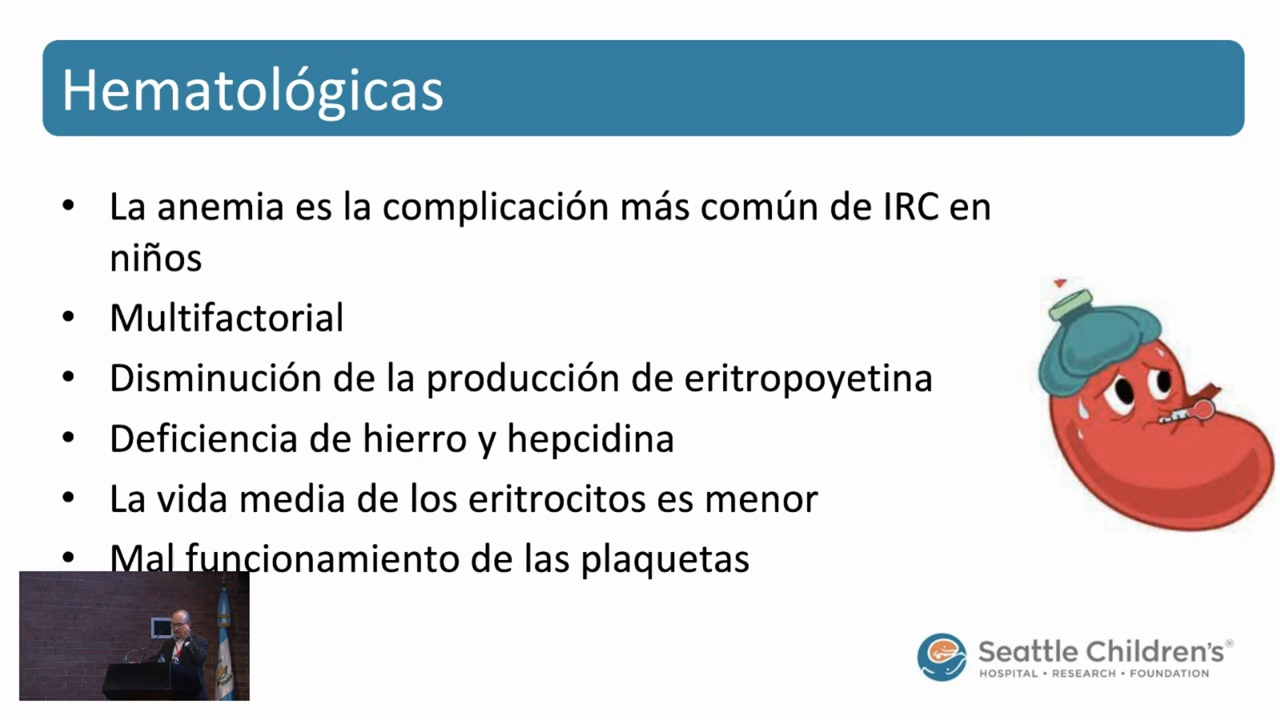 Hematológicas
• La anemia es la complicación más común de IRC en
niños
• Multifactorial
• Disminución de la producción de eritropoyetina
• Deficiencia de hierro y hepcidina
• La vida media de los eritrocitos es menor
• Mal funcionamiento de las plaquetas
Seattle Children's®
HOSPITAL • RESEARCH • FOUNDATION